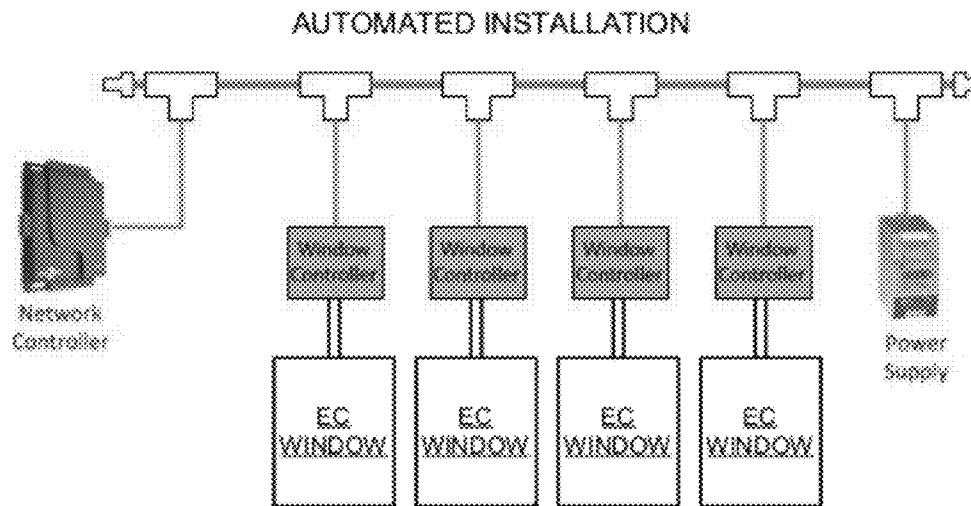 AUTOMATED INSTALLATION
Window
Controller
Window
Controller
Window
Controller
Window
Controller
Network
Controller
Power
Supply
EC
WINDOW
EC
WINDOW
EC
WINDOW
EC
WINDOW